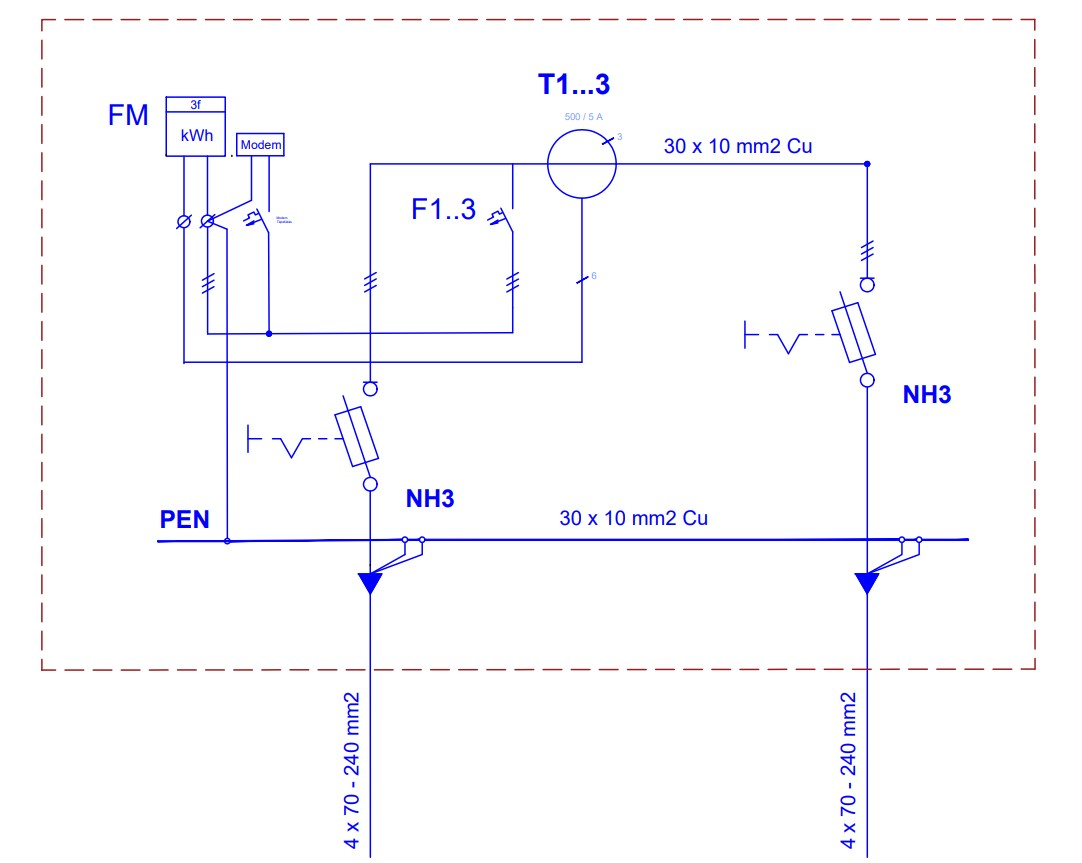 T1...3
3f
FM
kWh
500 / 5 A
3
Modem
30 x 10 mm2 Cu
F1..3
6
NH3
NH3
PEN
30 x 10 mm2 Cu
4 x 70 - 240 mm2
4 x 70 - 240 mm2